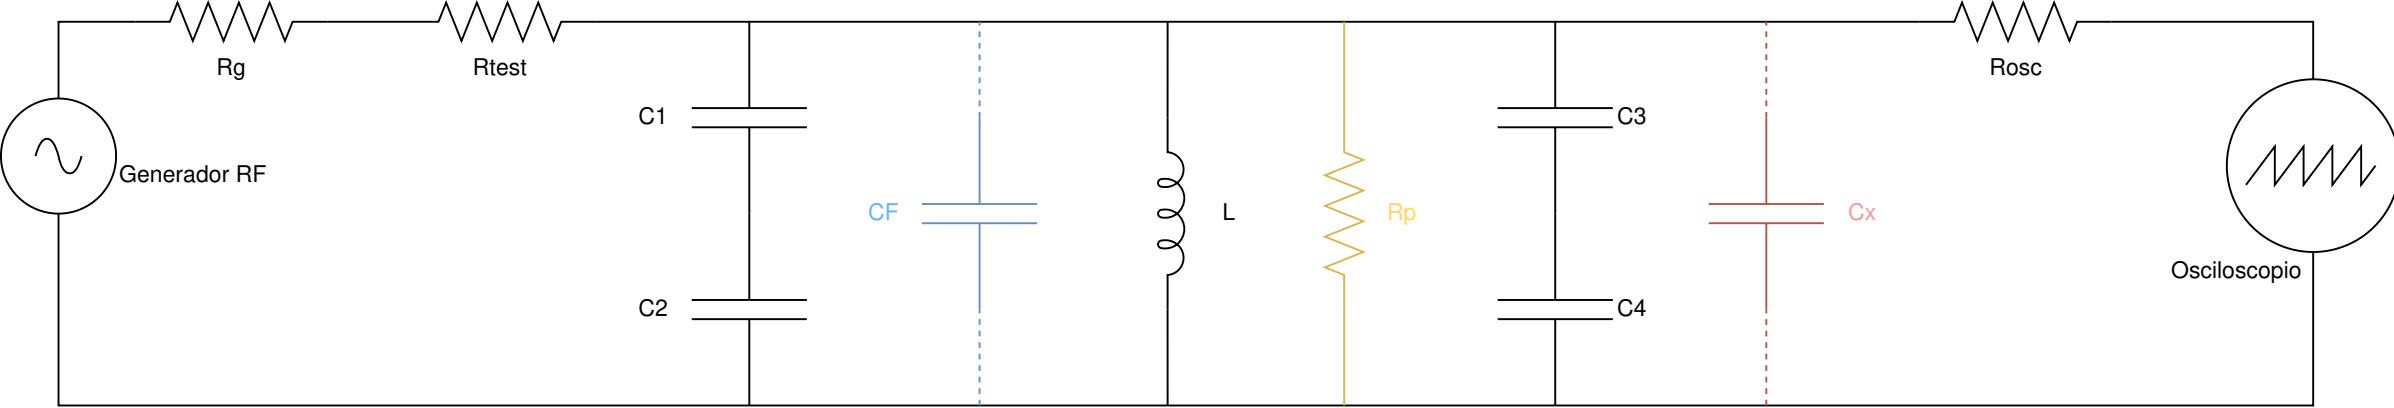 Rg
Rtest
Rosc
C1
C3
Generador RF
CF
L
Rp
Cx
Osciloscopio
C2
C4